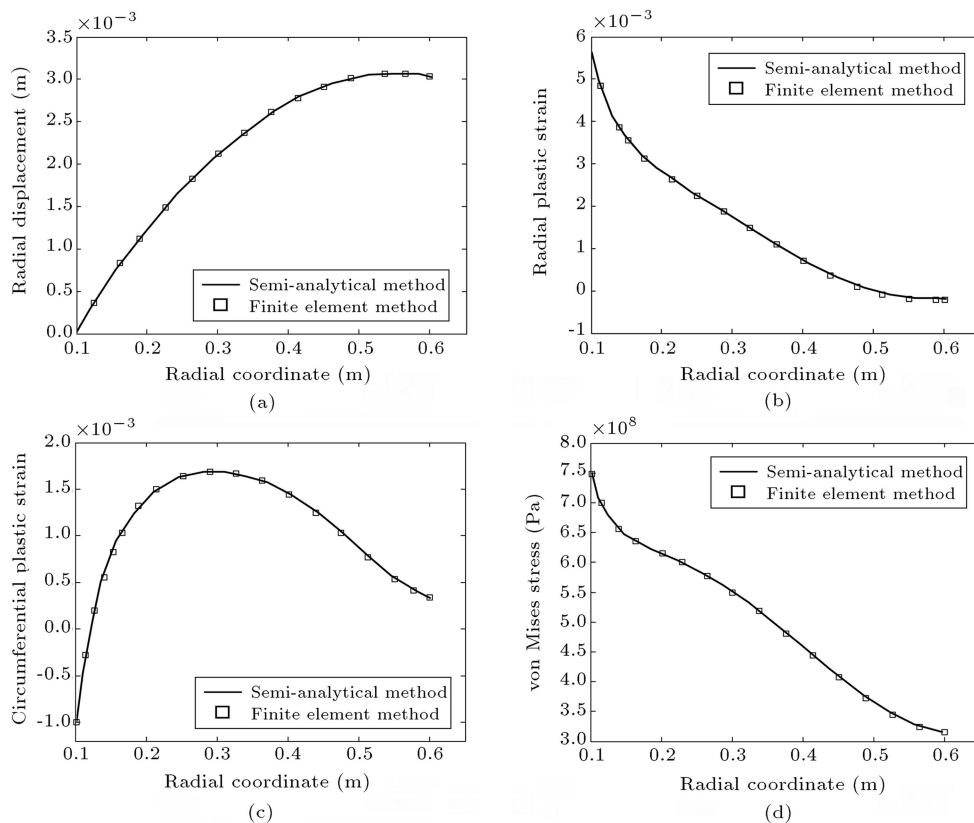 ×10⁻³
3.5
3.0
2.5
2.0
1.5
1.0
0.5
0.0
Radial displacement (m)
Semi-analytical method
Finite element method
0.1 0.2 0.3 0.4 0.5 0.6
Radial coordinate (m)
(a)
×10⁻³
6
5
4
3
2
1
0
-1
Radial plastic strain
Semi-analytical method
Finite element method
0.1 0.2 0.3 0.4 0.5 0.6
Radial coordinate (m)
(b)
×10⁻³
2.0
1.5
1.0
0.5
0.0
-0.5
-1.0
Circumferential plastic strain
Semi-analytical method
Finite element method
0.1 0.2 0.3 0.4 0.5 0.6
Radial coordinate (m)
(c)
×10⁸
8.0
7.5
7.0
6.5
6.0
5.5
5.0
4.5
4.0
3.5
3.0
von Mises stress (Pa)
Semi-analytical method
Finite element method
0.1 0.2 0.3 0.4 0.5 0.6
Radial coordinate (m)
(d)